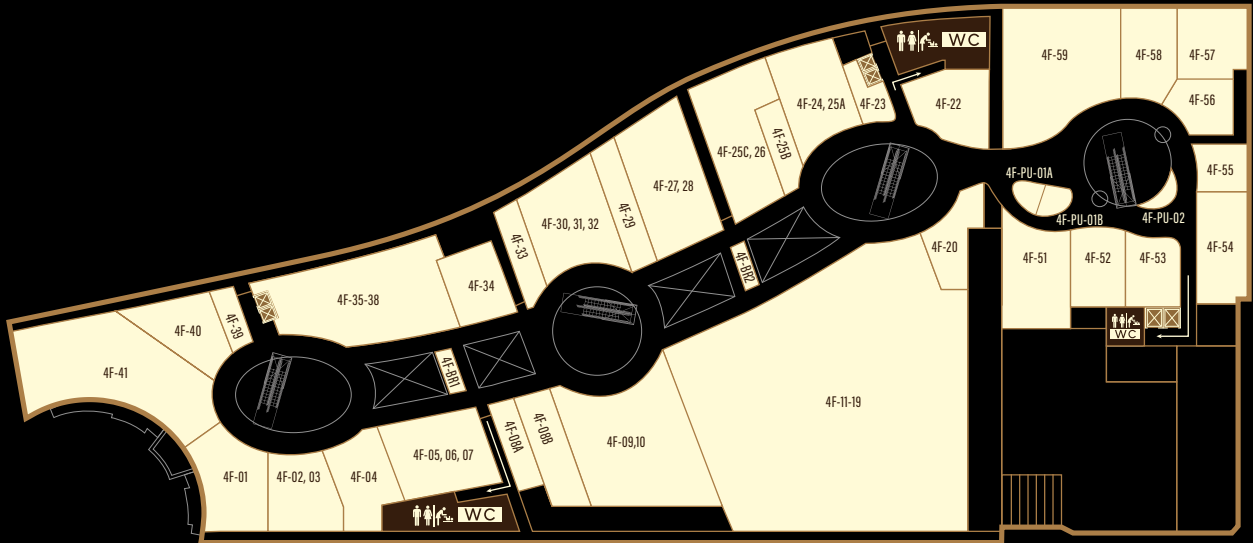 WC
4F-59
4F-58
4F-57
4F-56
4F-24, 25A
4F-23
4F-22
4F-25C, 26
4F-25B
4F-27, 28
4F-55
4F-PU-01A
4F-PU-01B
4F-PU-02
4F-30, 31, 32
4F-29
4F-33
4F-20
4F-51
4F-52
4F-53
4F-54
4F-BR2
4F-34
4F-35-38
4F-40
4F-39
WC
4F-41
4F-BR1
4F-11-19
4F-08A
4F-08B
4F-09,10
4F-05, 06, 07
4F-01
4F-02, 03
4F-04
WC